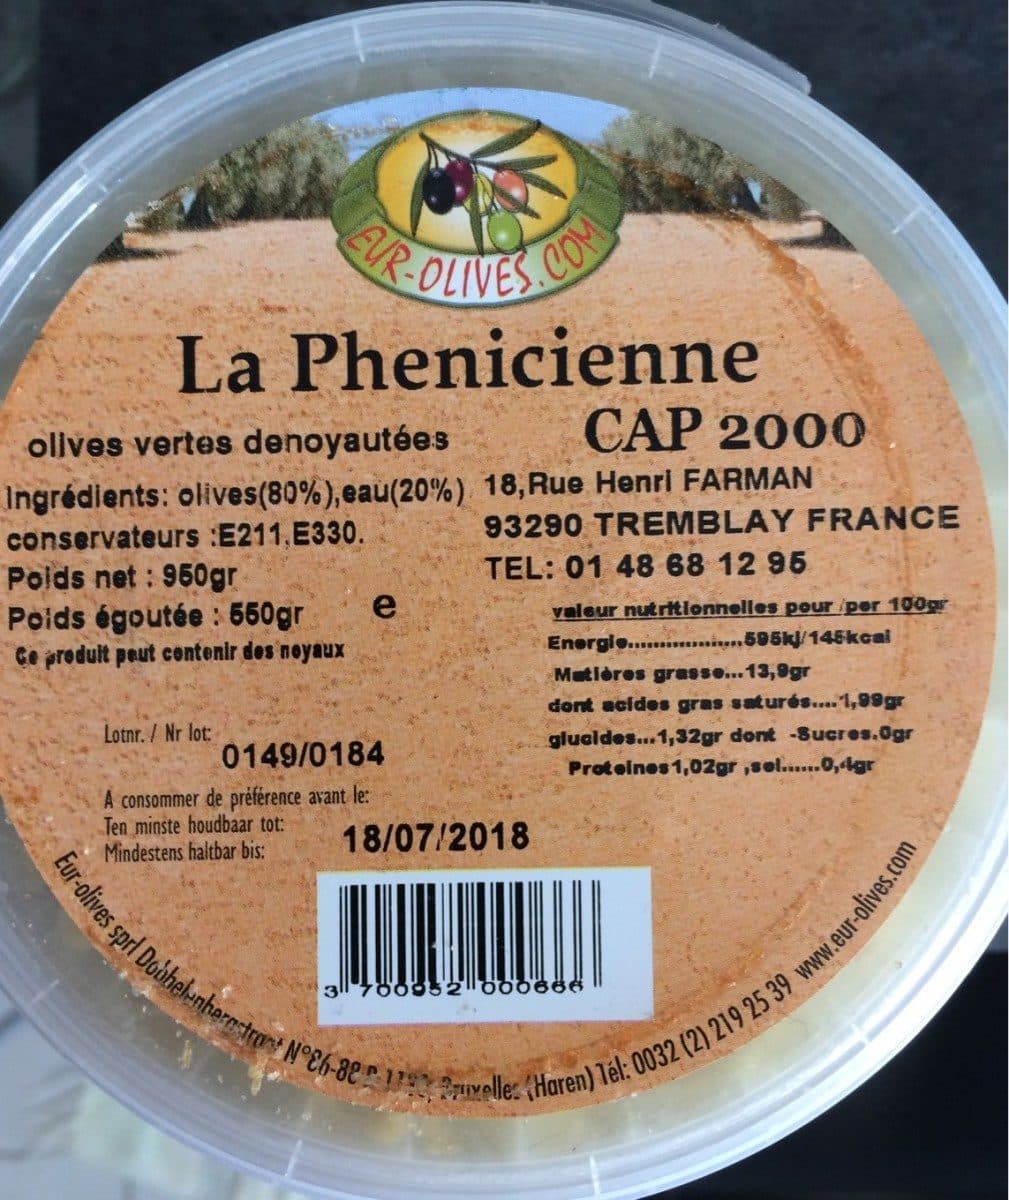 EUR-OLIVES.COM
La Phenicienne
CAP 2000
olives vertes denoyautées
Ingrédients: olives(80%),eau(20%)
conservateurs :E211,E330.
Poids net : 950gr
Poids égoutée : 550gr
e
Ce produit peut contenir des noyaux
18,Rue Henri FARMAN
93290 TREMBLAY FRANCE
TEL: 01 48 68 12 95
valeur nutritionnelles pour /per 100gr
Energie..................595kj/145kcal
Matières grasse...13,9gr
dont acides gras saturés....1,99gr
glucides...1,32gr dont -Sucres.0gr
Proteines1,02gr ,sel......0,4gr
Lotnr. / Nr lot:
0149/0184
A consommer de préférence avant le:
Ten minste houdbaar tot:
Mindestens haltbar bis:
18/07/2018
3 700952 000666
Eur-olives sprl N°86-88 Bruxelles (Haren) Tél: 0032 (2) 219 25 39 www.eur-olives.com